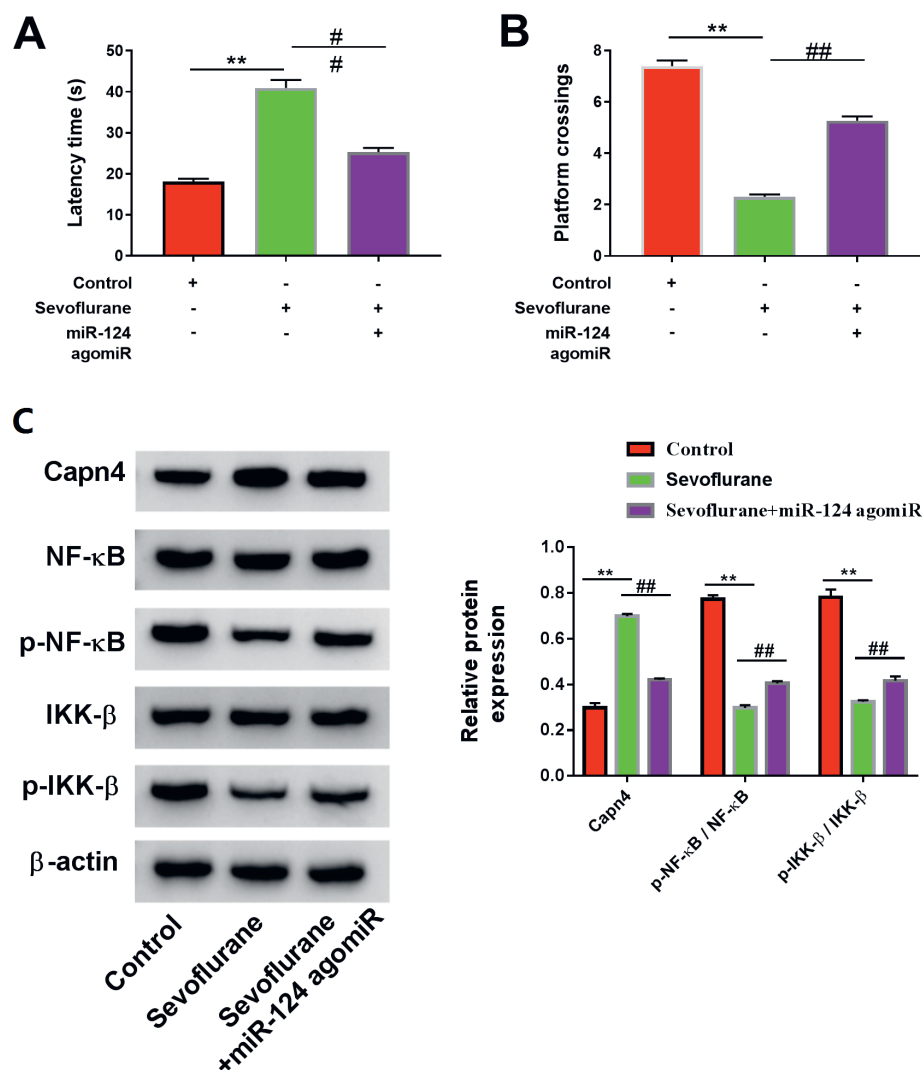 A
Latency time (s)
50
40
30
20
10
0
**
#
#
Control + - -
Sevoflurane - + +
miR-124 - - +
agomiR
B
Platform crossings
8
6
4
2
0
**
##
Control + - -
Sevoflurane - + +
miR-124 - - +
agomiR
C
Capn4
NF-κB
p-NF-κB
IKK-β
p-IKK-β
β-actin
Control
Sevoflurane
Sevoflurane
+miR-124 agomiR
Control
Sevoflurane
Sevoflurane+miR-124 agomiR
Relative protein
expression
1.0
0.8
0.6
0.4
0.2
0.0
**
##
**
##
**
##
Capn4
p-NF-κB / NF-κB
p-IKK-β / IKK-β